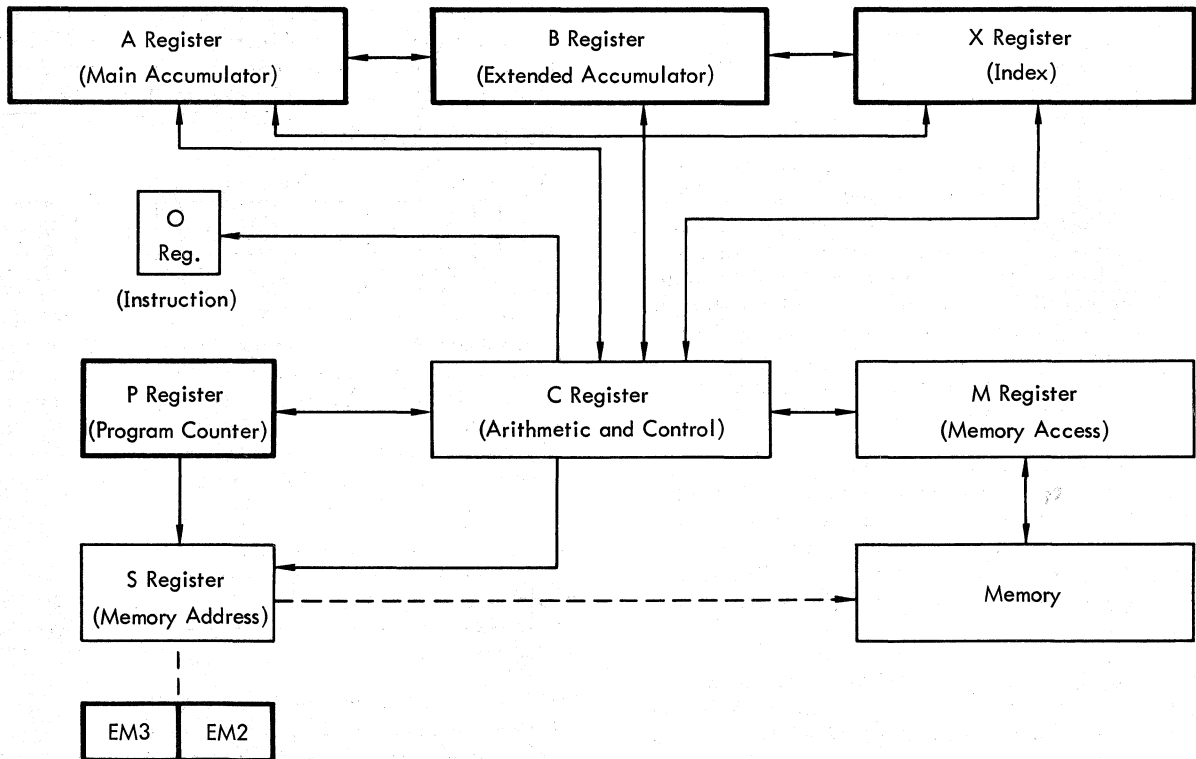 A Register
(Main Accumulator)
B Register
(Extended Accumulator)
X Register
(Index)
O
Reg.
(Instruction)
P Register
(Program Counter)
C Register
(Arithmetic and Control)
M Register
(Memory Access)
S Register
(Memory Address)
Memory
EM3
EM2